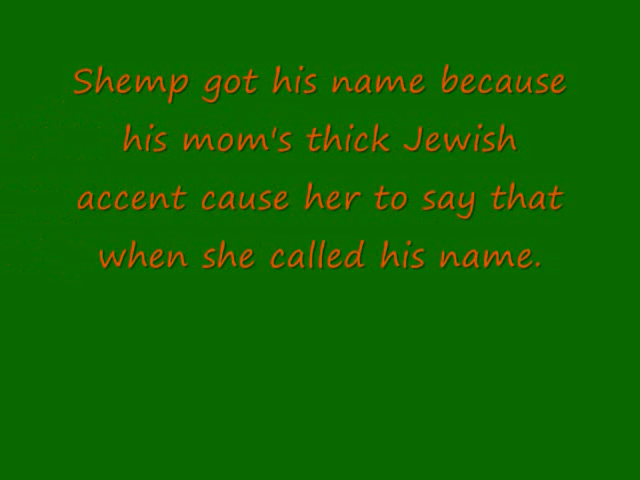 Shemp got his name because
his mom's thick Jewish
accent cause her to say that
when she called his name.